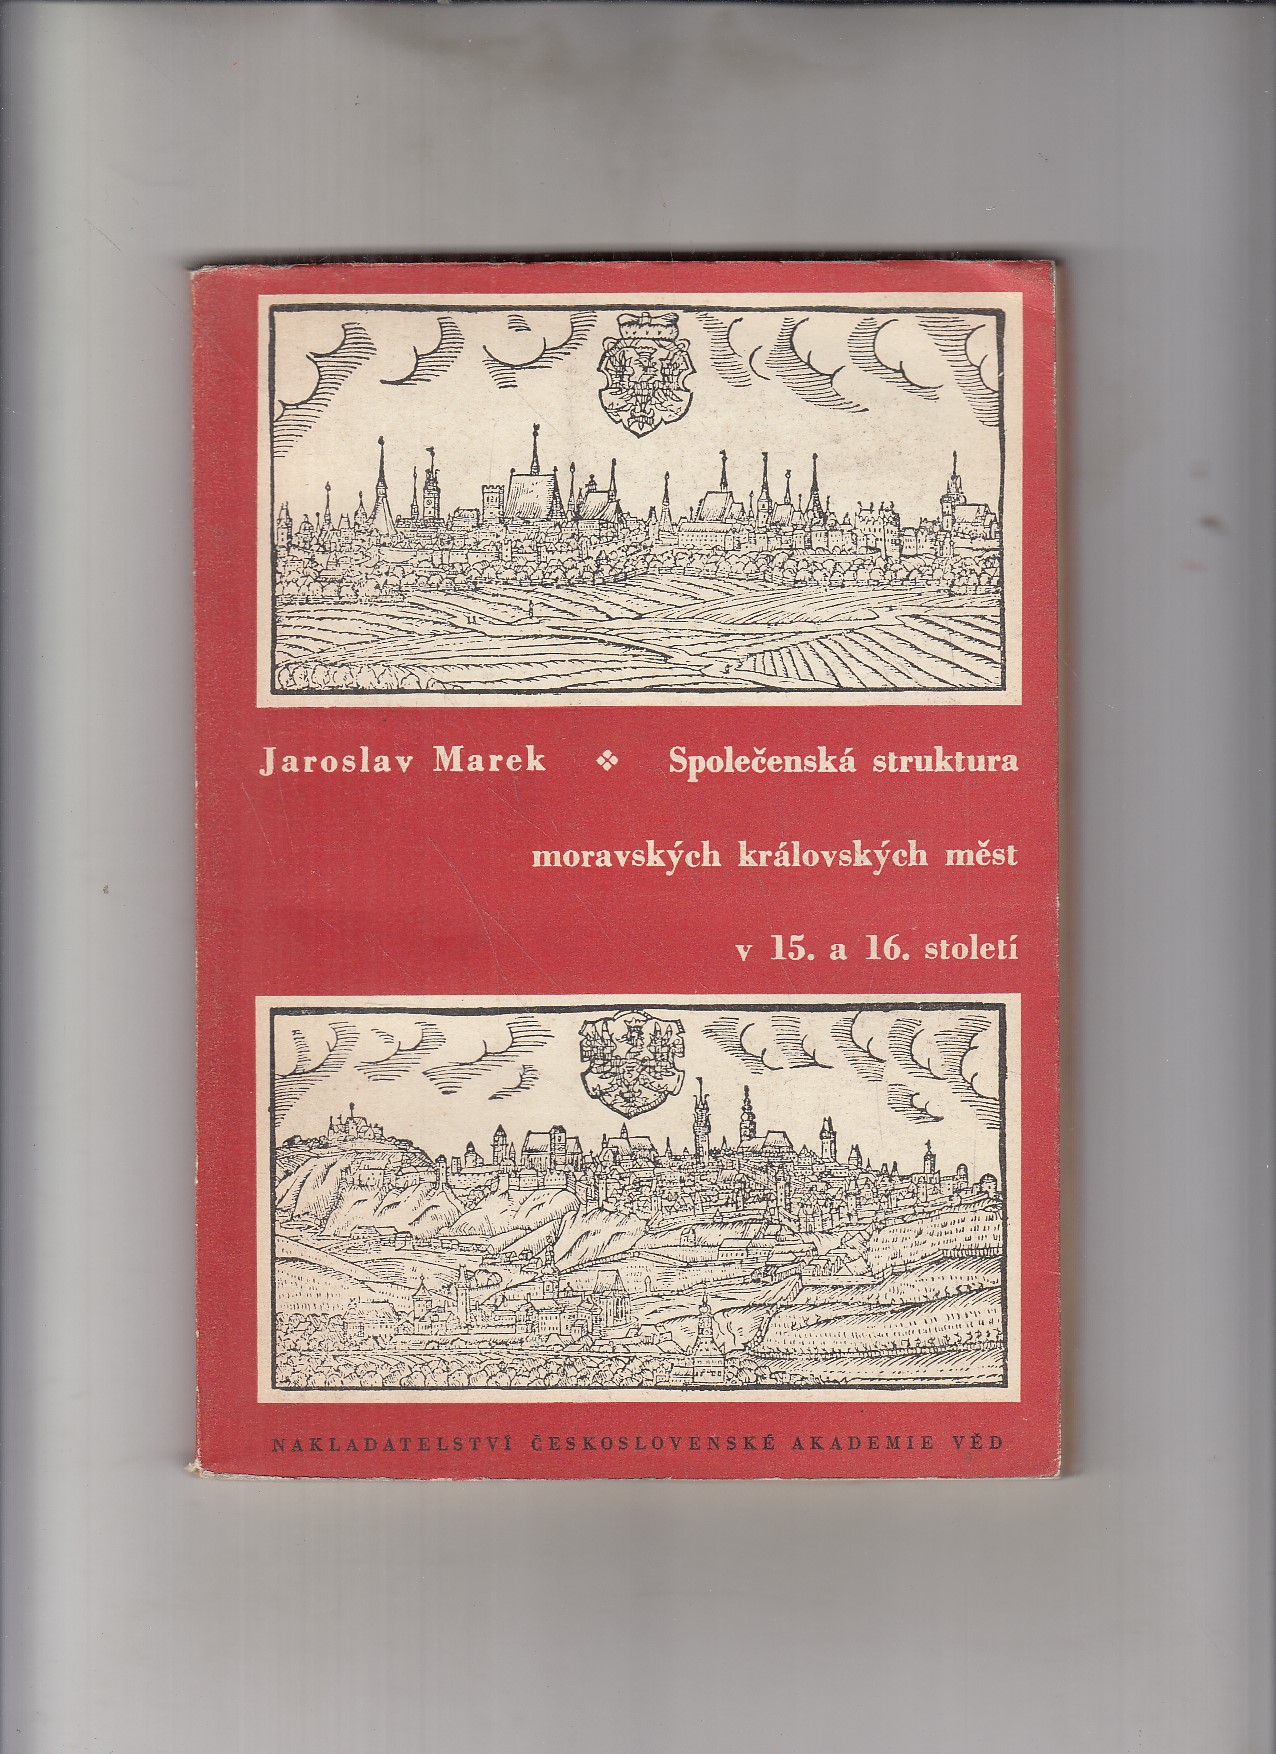 Jaroslav Marek ❖ Společenská struktura
moravských královských měst
v 15. a 16. století
NAKLADATELSTVÍ ČESKOSLOVENSKÉ AKADEMIE VĚD